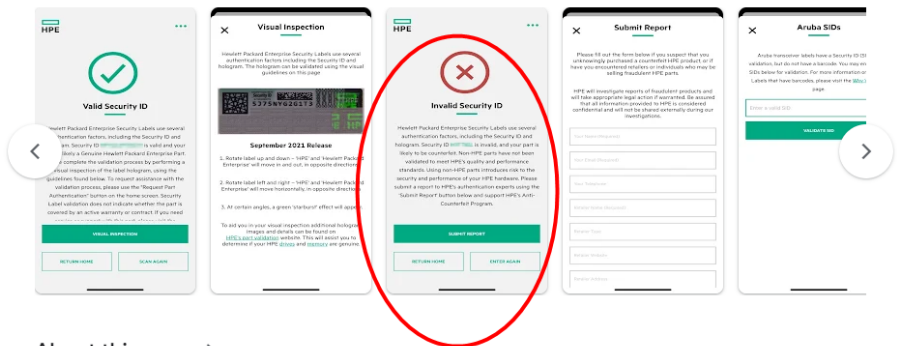 HPE
Valid Security ID
Hewlett Packard Enterprise Security Labels use several
authentication factors, including the Security ID and
hologram. Security ID is valid and your
likely a Genuine Hewlett Packard Enterprise Part
complete the validation process by performing a
visual inspection of the label hologram, using the
guidelines found below. To request assistance with the
validation process, please use the "Request Part
Authentication" button on the home screen. Security
Label validation does not indicate whether the part is
covered by an active warranty or contract. If you need
VISUAL INSPECTION
RETURN HOME
SCAN AGAIN
Visual Inspection
Hewlett Packard Enterprise Security Labels use several
authentication factors including the Security ID and
hologram. The hologram can be validated using the visual
guidelines on this page
September 2021 Release
1. Rotate label up and down – 'HPE' and 'Hewlett Packard
Enterprise' will move in and out, in opposite directions
2. Rotate label left and right – 'HPE' and 'Hewlett Packard
Enterprise' will move horizontally, in opposite directions
3. At certain angles, a green 'starburst' effect will appear
To aid you in your visual inspection additional hologram
images and details can be found on
HPE's part validation website. This will assist you to
determine if your HPE drives and memory are genuine
HPE
Invalid Security ID
Hewlett Packard Enterprise Security Labels use several
authentication factors, including the Security ID and
hologram. Security ID is invalid, and your part is
likely to be counterfeit. Non-HPE parts have not been
validated to meet HPE's quality and performance
standards. Using non-HPE parts introduces risk to the
security and performance of your HPE hardware. Please
submit a report to HPE's authentication experts using the
'Submit Report' button below and support HPE's Anti-
Counterfeit Program.
SUBMIT REPORT
RETURN HOME
ENTER AGAIN
Submit Report
Please fill out the form below if you suspect that you
unknowingly purchased a counterfeit HPE product, or if
you have encountered retailers or individuals who may be
selling fraudulent HPE parts.
HPE will investigate reports of fraudulent products and
will take appropriate legal action if warranted. Be assured
that all information provided to HPE is considered
confidential and will not be shared externally during our
investigations.
Aruba SIDs
Aruba transceiver labels have a Security ID
validation, but do not have a barcode. You may
SIDs below for validation. For more information on
Labels that have barcodes, please visit the
page.
Enter a valid SID
VALIDATE SID